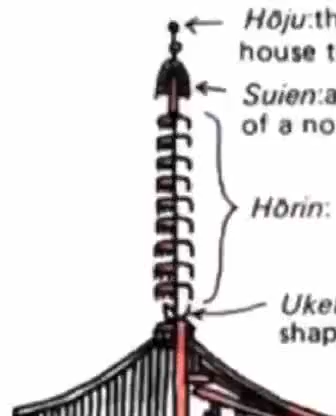 Hōju:th
house t
Suien:a
of a no
Hōrin:
Uke
shap